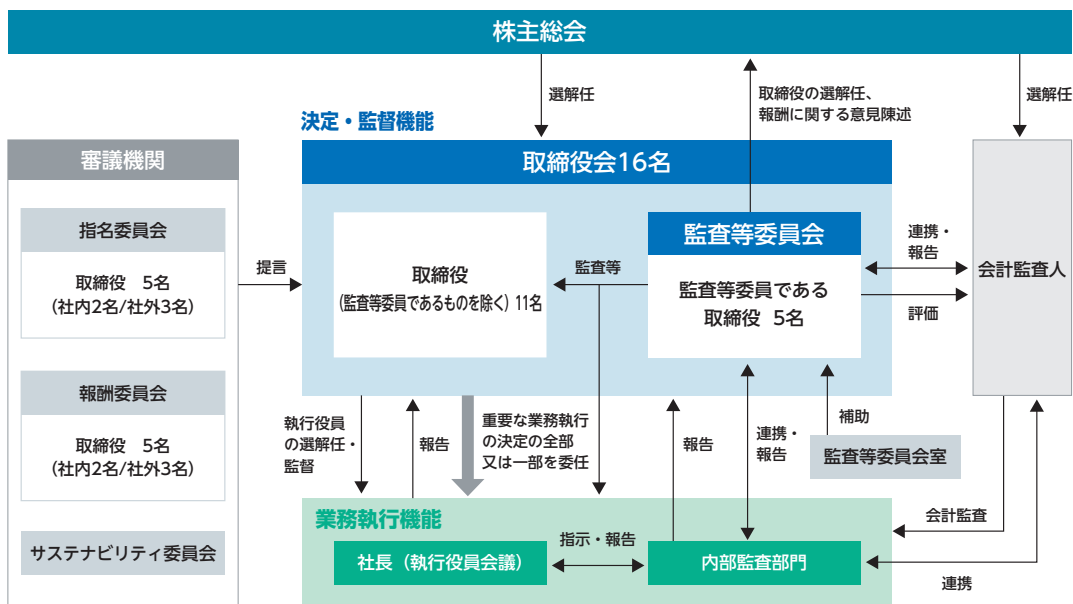 株主総会
選解任
取締役の選解任、
報酬に関する意見陳述
選解任
決定・監督機能
審議機関
指名委員会
取締役 5名
(社内2名/社外3名)
報酬委員会
取締役 5名
(社内2名/社外3名)
サステナビリティ委員会
提言
取締役会16名
取締役
(監査等委員であるものを除く) 11名
監査等
監査等委員会
監査等委員である
取締役 5名
連携・
報告
評価
会計監査人
執行役員
の選解任・
監督
報告
重要な業務執行
の決定の全部
又は一部を委任
報告
連携・
報告
補助
監査等委員会室
業務執行機能
社長(執行役員会議)
指示・報告
内部監査部門
会計監査
連携